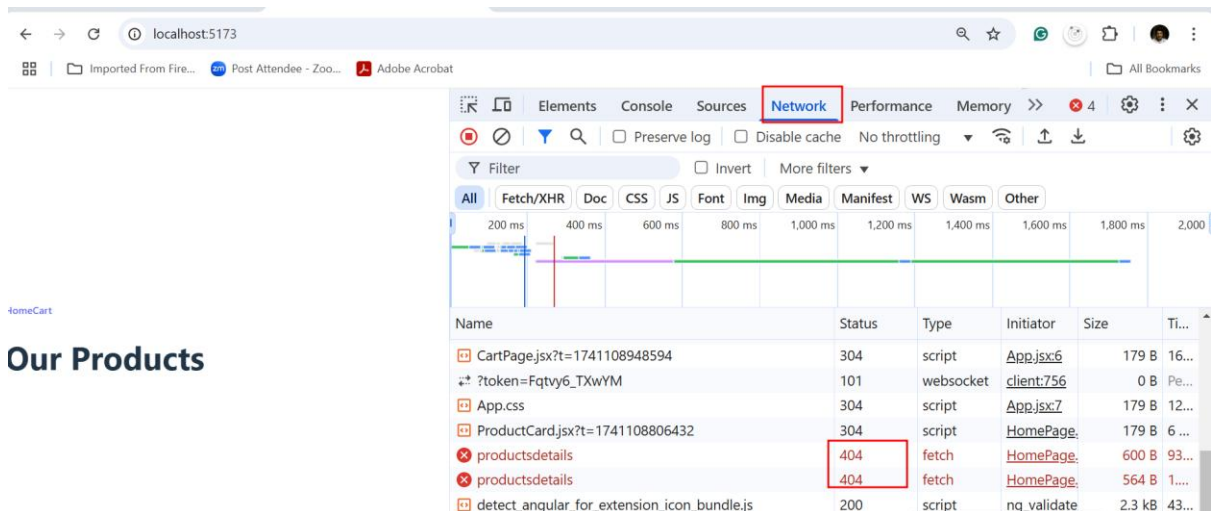 localhost:5173
Imported From Fire... zm Post Attendee - Zoo... Adobe Acrobat All Bookmarks
Elements Console Sources Network Performance Memory >> 4
Preserve log Disable cache No throttling
Filter Invert More filters
All Fetch/XHR Doc CSS JS Font Img Media Manifest WS Wasm Other
200 ms 400 ms 600 ms 800 ms 1,000 ms 1,200 ms 1,400 ms 1,600 ms 1,800 ms 2,000
HomeCart
Our Products
Name Status Type Initiator Size Ti...
CartPage.jsx?t=1741108948594 304 script App.jsx:6 179 B 16...
?token=Fqtvy6_TXwYM 101 websocket client:756 0 B Pe...
App.css 304 script App.jsx:7 179 B 12...
ProductCard.jsx?t=1741108806432 304 script HomePage. 179 B 6 ...
productsdetails 404 fetch HomePage. 600 B 93...
productsdetails 404 fetch HomePage. 564 B 1....
detect_angular_for_extension_icon_bundle.js 200 script ng_validate 2.3 kB 43...